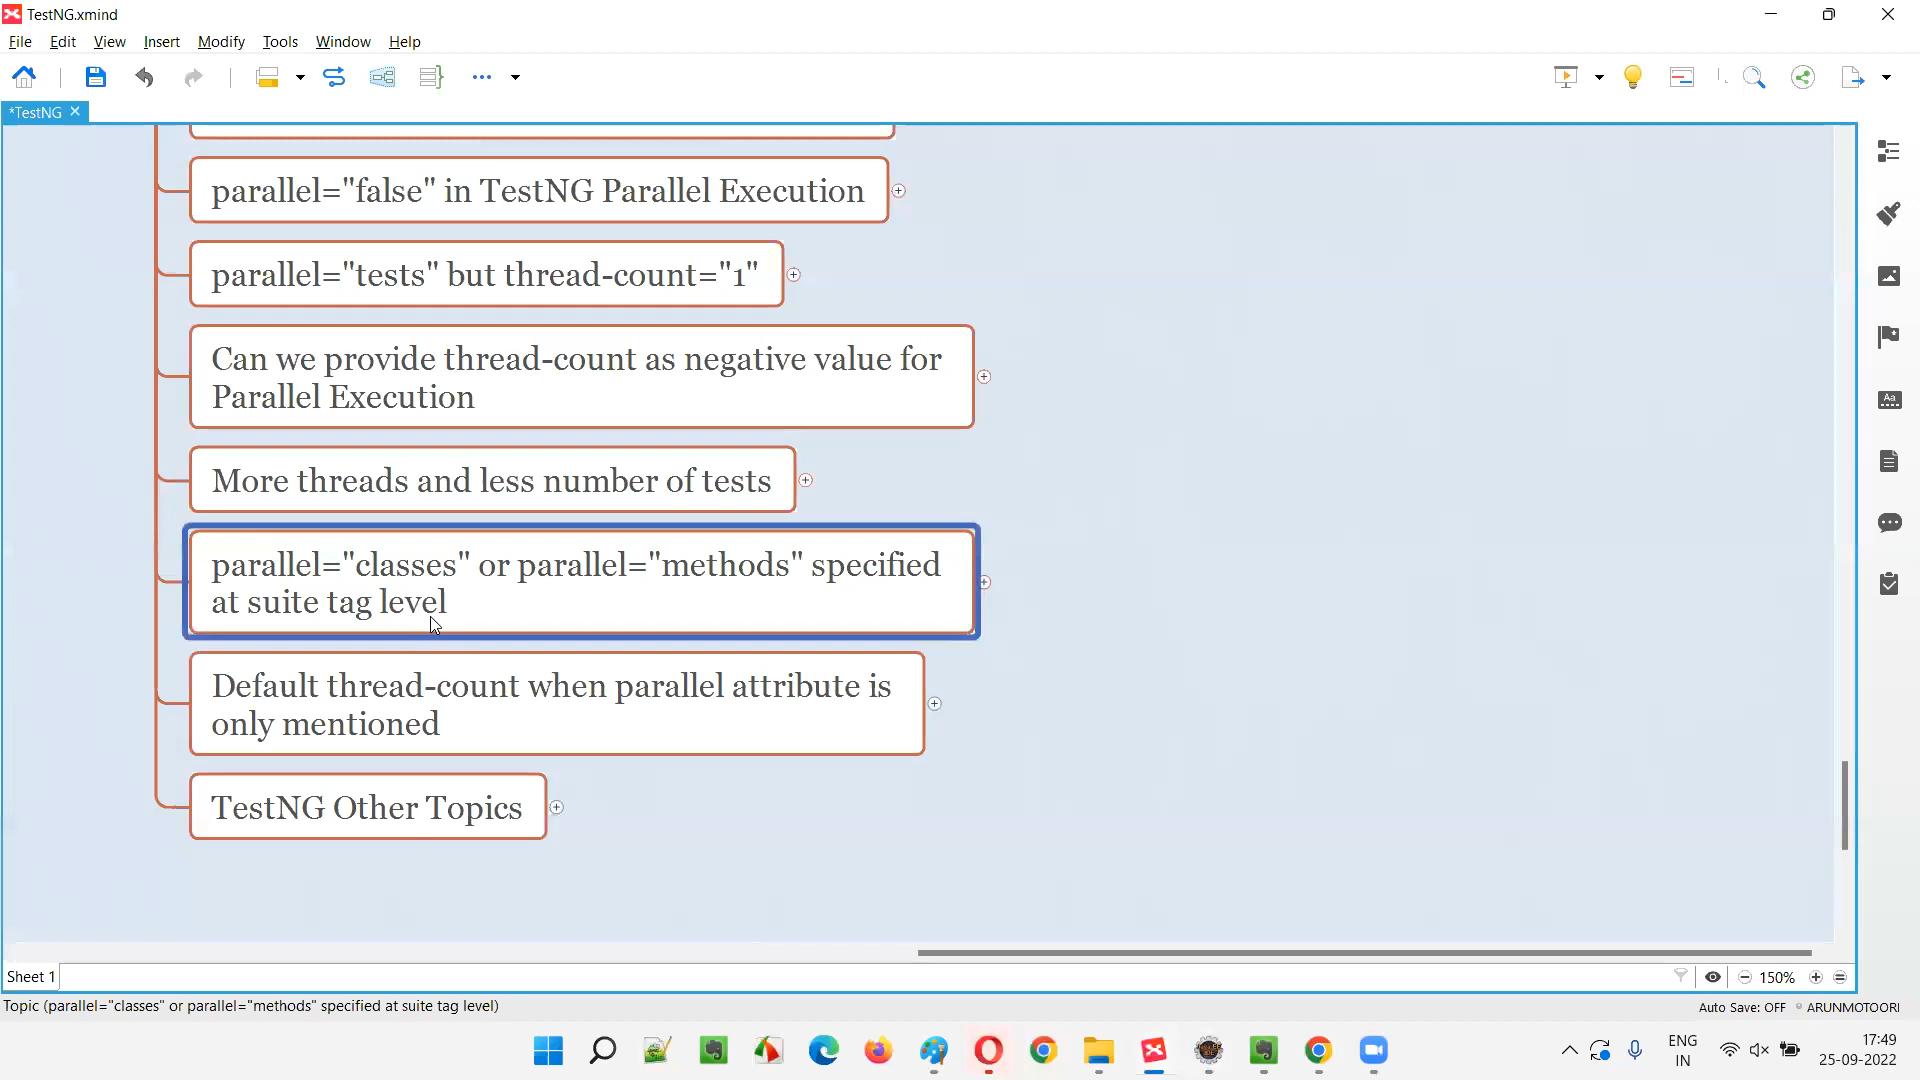 TestNG.xmind
File Edit View Insert Modify Tools Window Help
*TestNG
parallel="false" in TestNG Parallel Execution
parallel="tests" but thread-count="1"
Can we provide thread-count as negative value for
Parallel Execution
More threads and less number of tests
parallel="classes" or parallel="methods" specified
at suite tag level
Default thread-count when parallel attribute is
only mentioned
TestNG Other Topics
Sheet 1
150%
Topic (parallel="classes" or parallel="methods" specified at suite tag level)
Auto Save: OFF ARUNMOTOORI
ENG
IN
17:49
25-09-2022